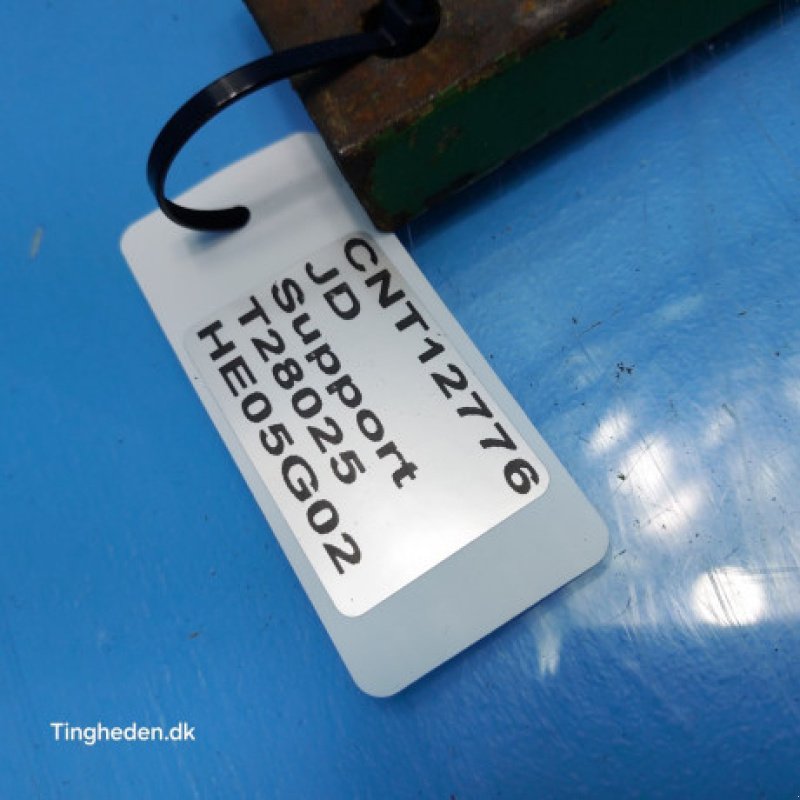 CNT12776
JD
Support
T28025
HE05G02
Tingheden.dk